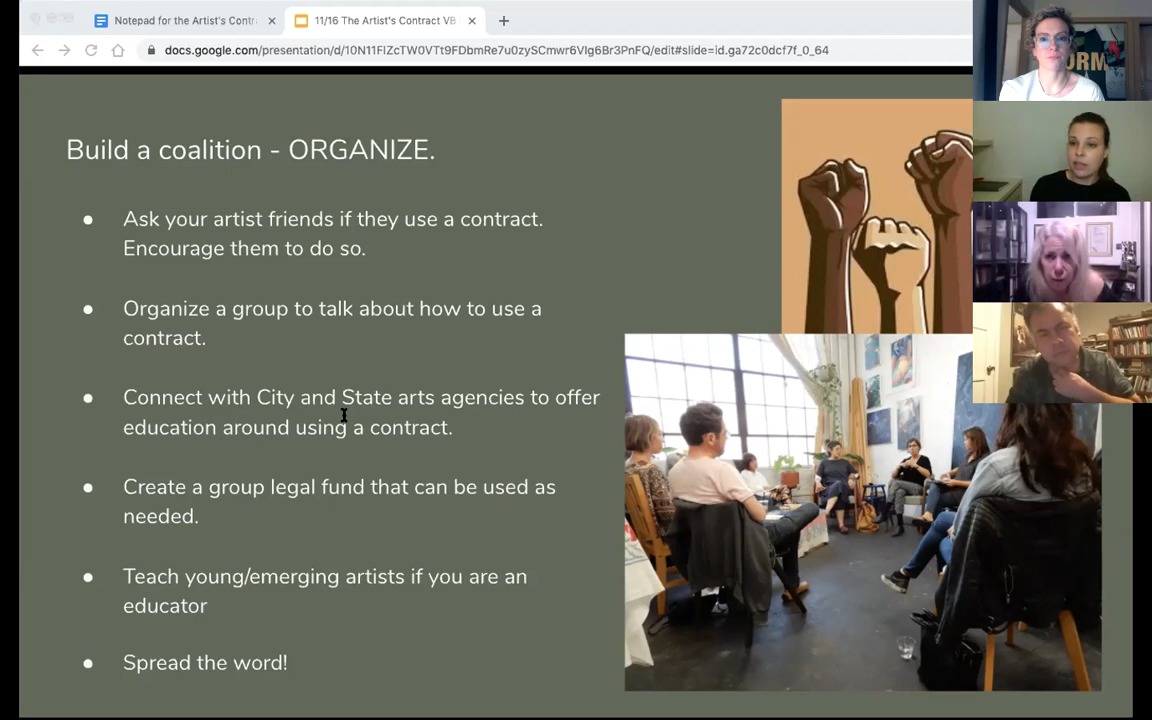 Notepad for the Artist's Contr
11/16 The Artist's Contract VB
docs.google.com/presentation/d/10N11FIZcTW0VTt9FDbmRe7u0zySCmwr6VIg6Br3PnFQ/edit#slide=id.ga72c0dcf7f_0_64
ORM
Build a coalition - ORGANIZE.
● Ask your artist friends if they use a contract.
Encourage them to do so.
● Organize a group to talk about how to use a
contract.
● Connect with City and State arts agencies to offer
education around using a contract.
● Create a group legal fund that can be used as
needed.
● Teach young/emerging artists if you are an
educator
● Spread the word!